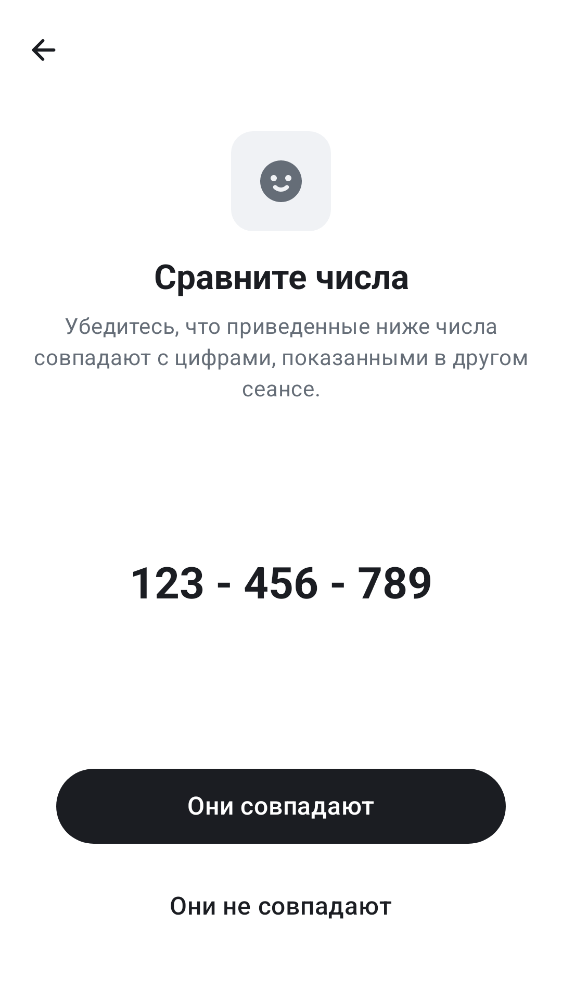 Сравните числа
Убедитесь, что приведенные ниже числа
совпадают с цифрами, показанными в другом
сеансе.
123 - 456 - 789
Они совпадают
Они не совпадают